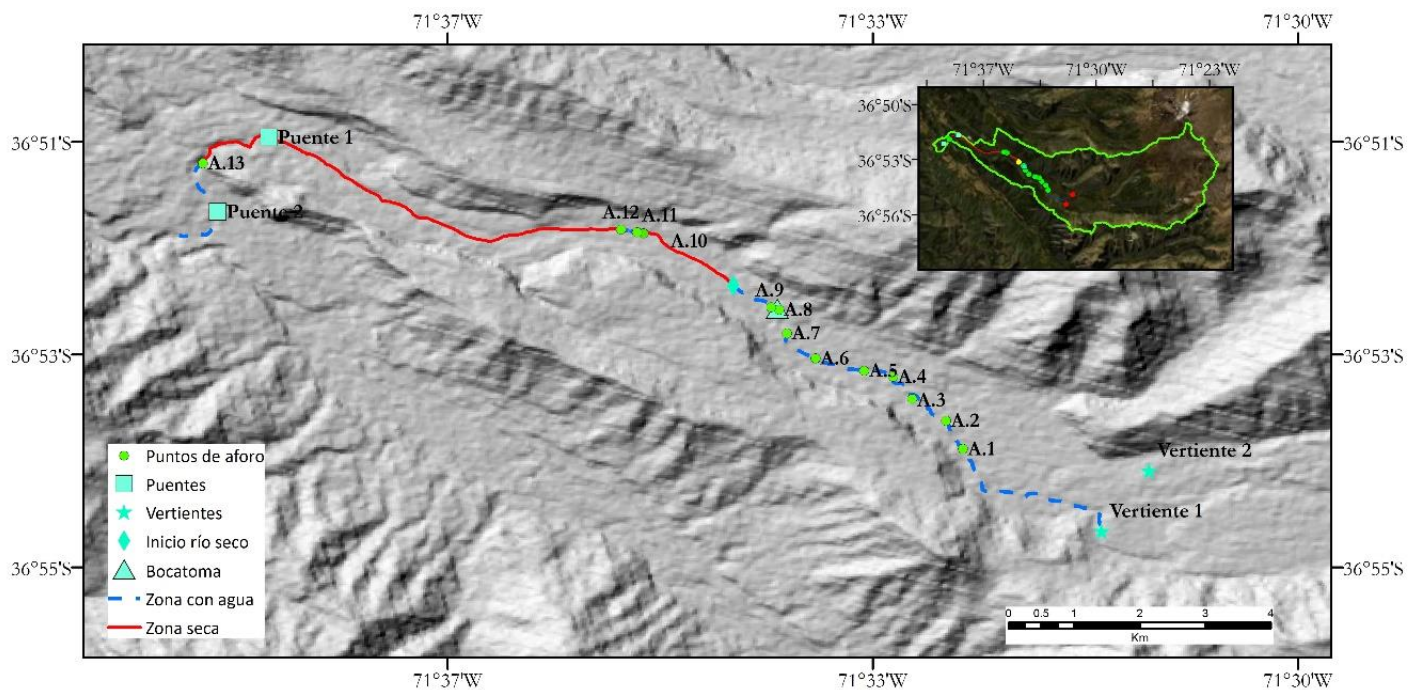 71°37'W 71°33'W 71°30'W
71°37'W 71°30'W 71°23'W
36°50'S
36°53'S
36°56'S
36°51'S 36°51'S
Puente 1
A.13
Puente 2
A.12 A.11
A.10
A.9
A.8
A.7
36°53'S 36°53'S
A.6
A.5 A.4
A.3
A.2
A.1
Vertiente 2
Vertiente 1
Puntos de aforo
Puentes
Vertientes
Inicio río seco
Bocatoma
Zona con agua
Zona seca
36°55'S 36°55'S
0 0.5 1 2 3 4
Km
71°37'W 71°33'W 71°30'W